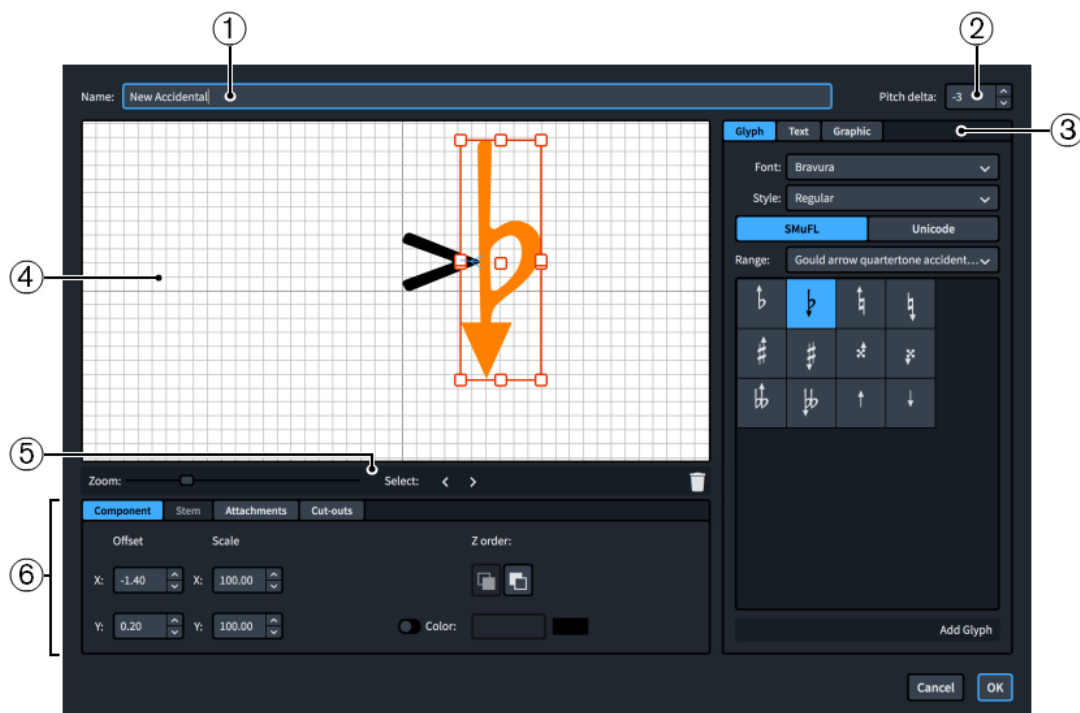 ① ②
Name: New Accidental Pitch delta: -3
Glyph Text Graphic ③
Font: Bravura
Style: Regular
SMuFL Unicode
Range: Gould arrow quartertone accident...
④
⑤
Zoom: Select:
Component Stem Attachments Cut-outs
Offset Scale Z order:
⑥
X: -1.40 X: 100.00
Y: 0.20 Y: 100.00 Color:
Add Glyph
Cancel OK